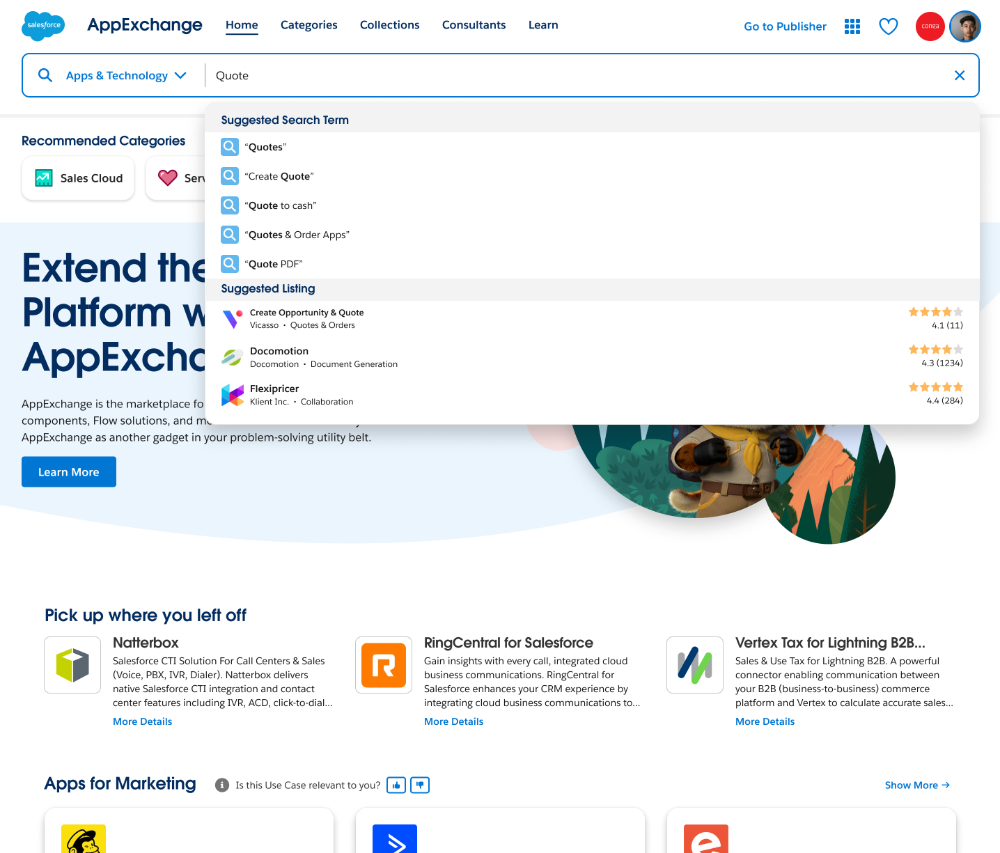 salesforce
AppExchange
Home
Categories
Collections
Consultants
Learn
Go to Publisher
conga
Apps & Technology
Quote
Suggested Search Term
“Quotes”
“Create Quote”
“Quote to cash”
“Quotes & Order Apps”
“Quote PDF”
Suggested Listing
Create Opportunity & Quote
Vicasso • Quotes & Orders
4.1 (11)
Docomotion
Docomotion • Document Generation
4.3 (1234)
Flexipricer
Klient Inc. • Collaboration
4.4 (284)
Recommended Categories
Sales Cloud
Extend the
Platform
AppExch
AppExchange is the marketplace
components, Flow solutions, and
AppExchange as another gadget in your problem-solving utility belt.
Learn More
Pick up where you left off
Natterbox
Salesforce CTI Solution For Call Centers & Sales
(Voice, PBX, IVR, Dialer). Natterbox delivers
native Salesforce CTI integration and contact
center features including IVR, ACD, click-to-dial...
More Details
RingCentral for Salesforce
Gain insights with every call, integrated cloud
business communications. RingCentral for
Salesforce enhances your CRM experience by
integrating cloud business communications to...
More Details
Vertex Tax for Lightning B2B...
Sales & Use Tax for Lightning B2B. A powerful
connector enabling communication between
your B2B (business-to-business) commerce
platform and Vertex to calculate accurate sales...
More Details
Apps for Marketing
Is this Use Case relevant to you?
Show More →